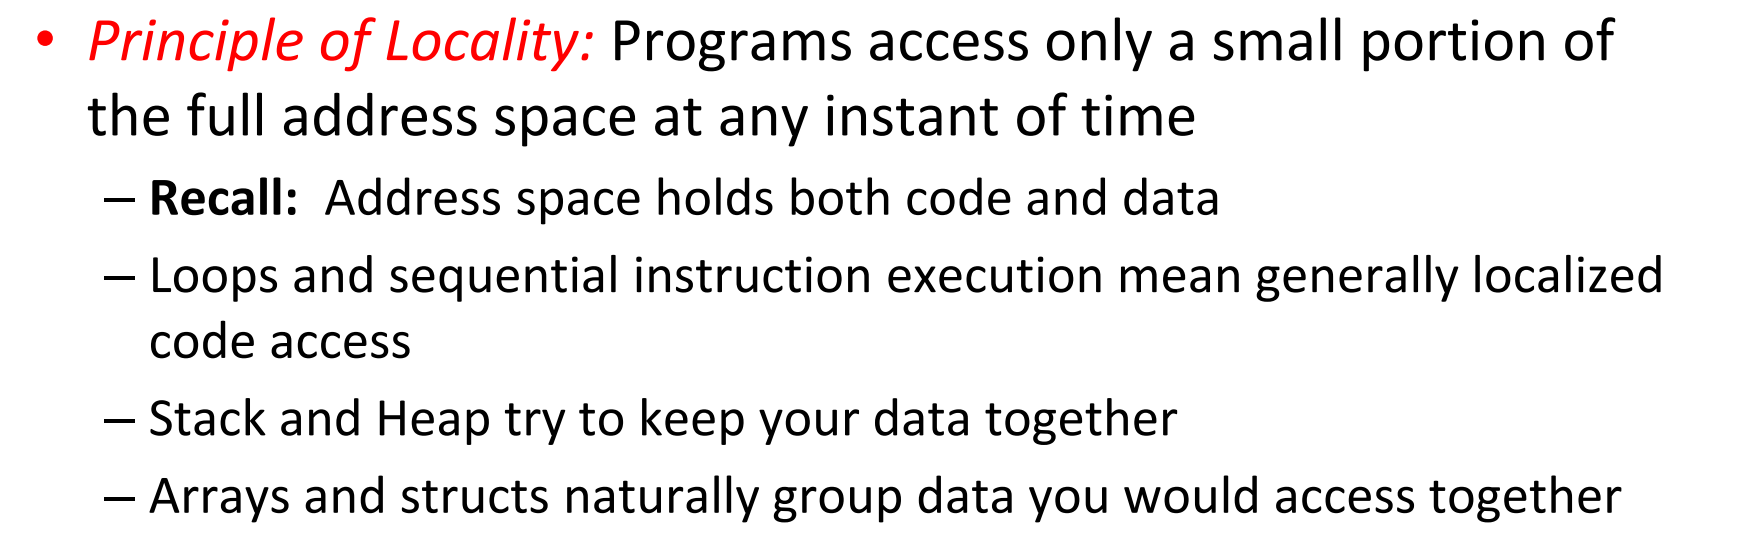 • Principle of Locality: Programs access only a small portion of
the full address space at any instant of time
– Recall:  Address space holds both code and data
– Loops and sequential instruction execution mean generally localized
code access
– Stack and Heap try to keep your data together
– Arrays and structs naturally group data you would access together